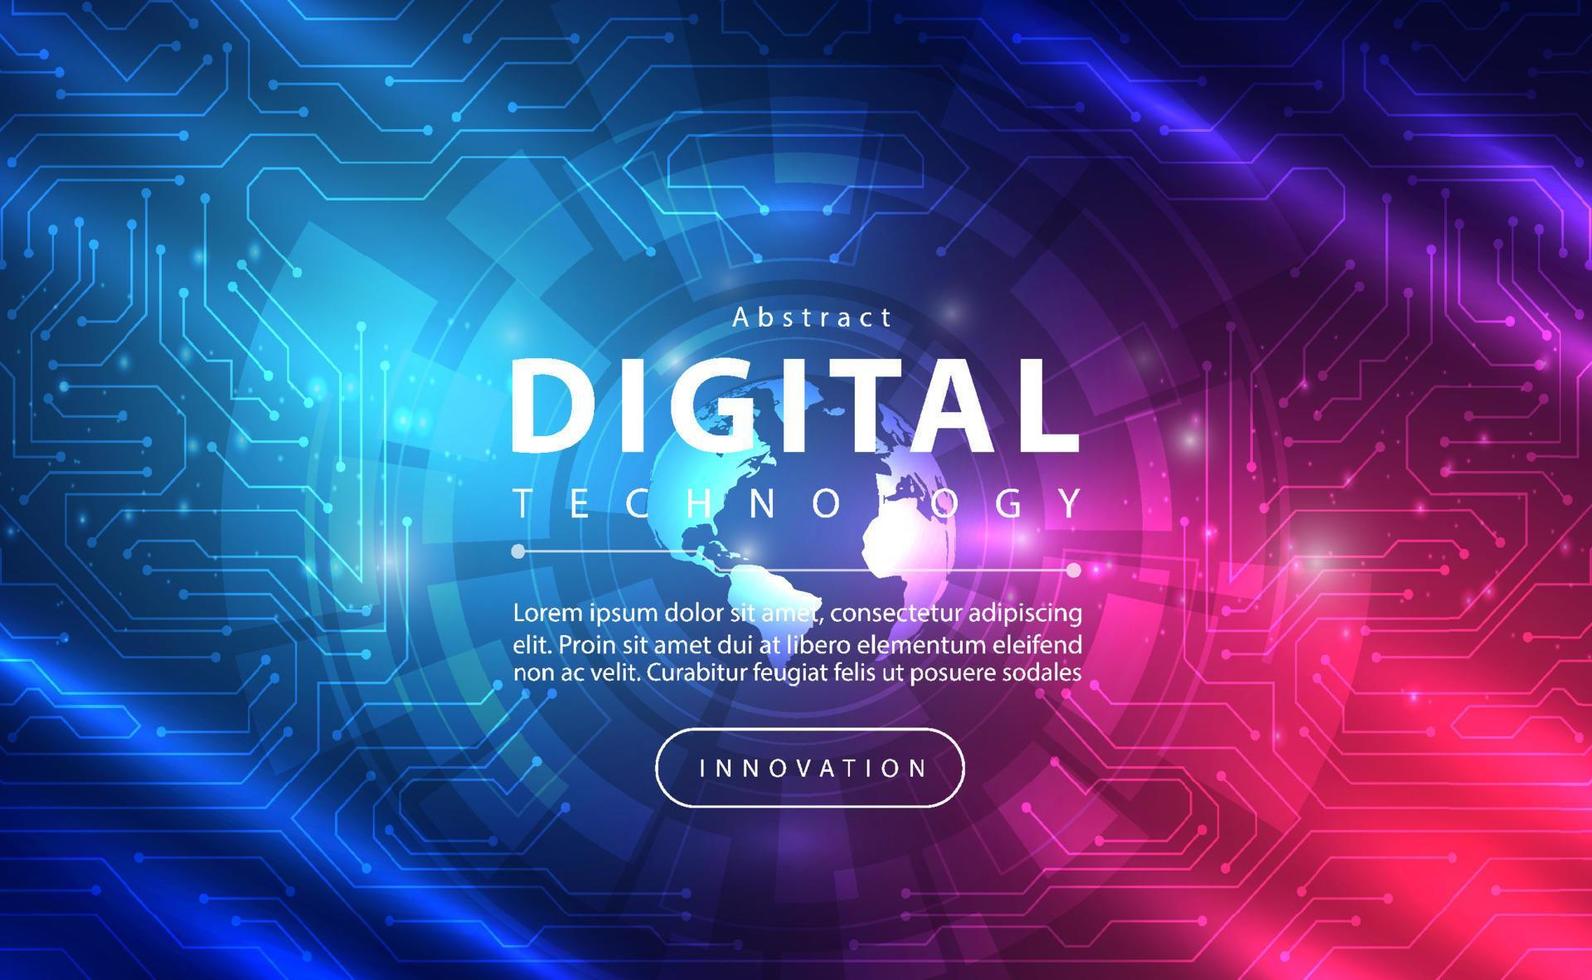 Abstract
DIGITAL
TECHNOLOGY
Lorem ipsum dolor sit amet, consectetur adipiscing
elit. Proin sit amet dui at libero elementum eleifend
non ac velit. Curabitur feugiat felis ut posuere sodales
INNOVATION